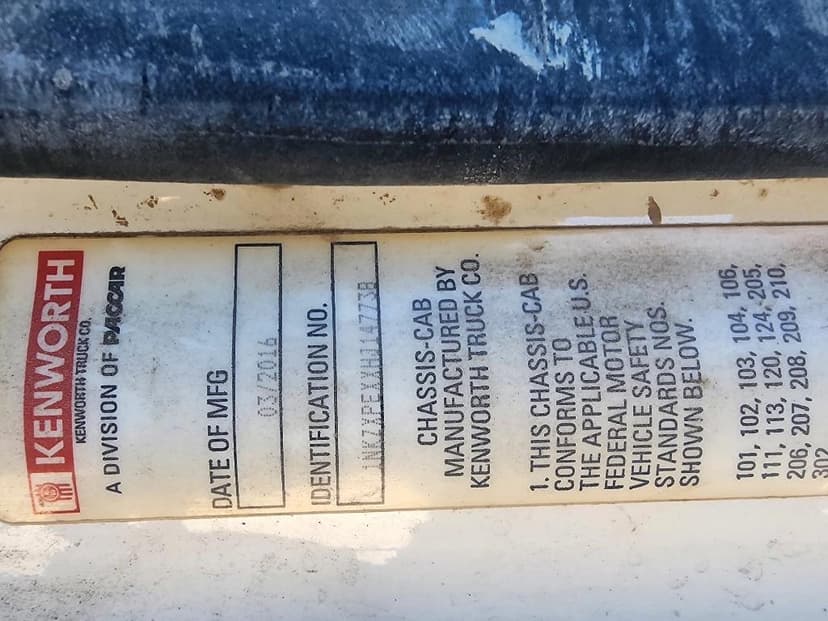 KENWORTH
KENWORTH TRUCK CO.
A DIVISION OF PACCAR
DATE OF MFG
03/2016
IDENTIFICATION NO.
CHASSIS-CAB
MANUFACTURED BY
KENWORTH TRUCK CO.
1. THIS CHASSIS-CAB
CONFORMS TO
THE APPLICABLE U.S.
FEDERAL MOTOR
VEHICLE SAFETY
STANDARDS NOS.
SHOWN BELOW.
101, 102, 103, 104, 106,
111, 113, 120, 124, 205,
206, 207, 208, 209, 210,
302